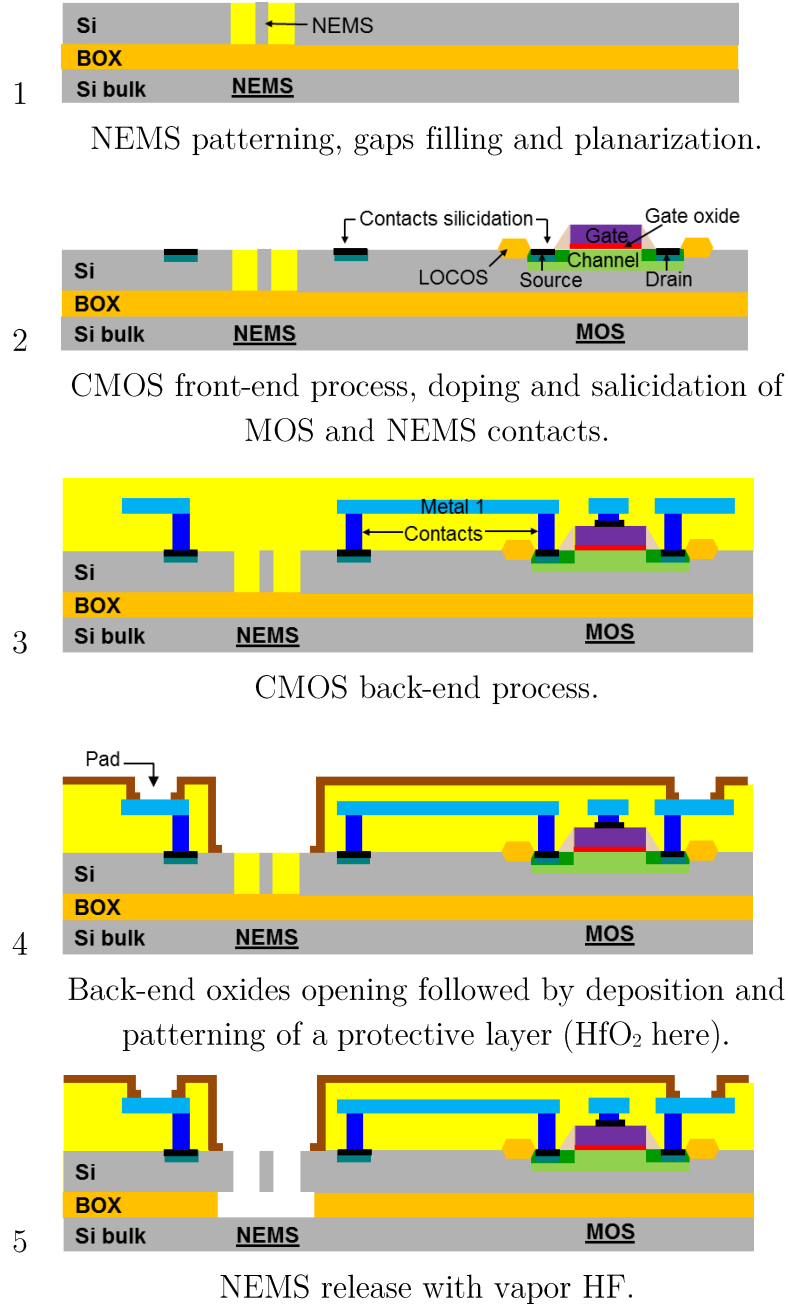 Si
NEMS
BOX
1
Si bulk
NEMS
NEMS patterning, gaps filling and planarization.
Contacts silicidation
Gate oxide
Gate
Channel
Si
LOCOS
Source
Drain
BOX
2
Si bulk
NEMS
MOS
CMOS front-end process, doping and salicidation of
MOS and NEMS contacts.
Metal 1
Contacts
Si
BOX
3
Si bulk
NEMS
MOS
CMOS back-end process.
Pad
Si
BOX
4
Si bulk
NEMS
MOS
Back-end oxides opening followed by deposition and
patterning of a protective layer (HfO₂ here).
Si
BOX
5
Si bulk
NEMS
MOS
NEMS release with vapor HF.